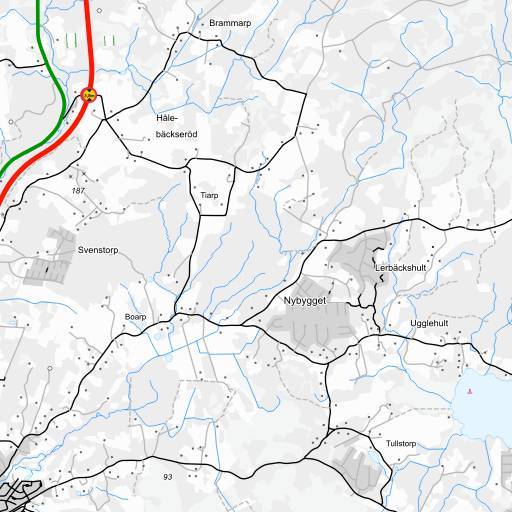 Brammarp
Håle-
bäckseröd
187
Tiarp
Svenstorp
Lerbäckshult
Nybygget
Boarp
Ugglehult
Tullstorp
93